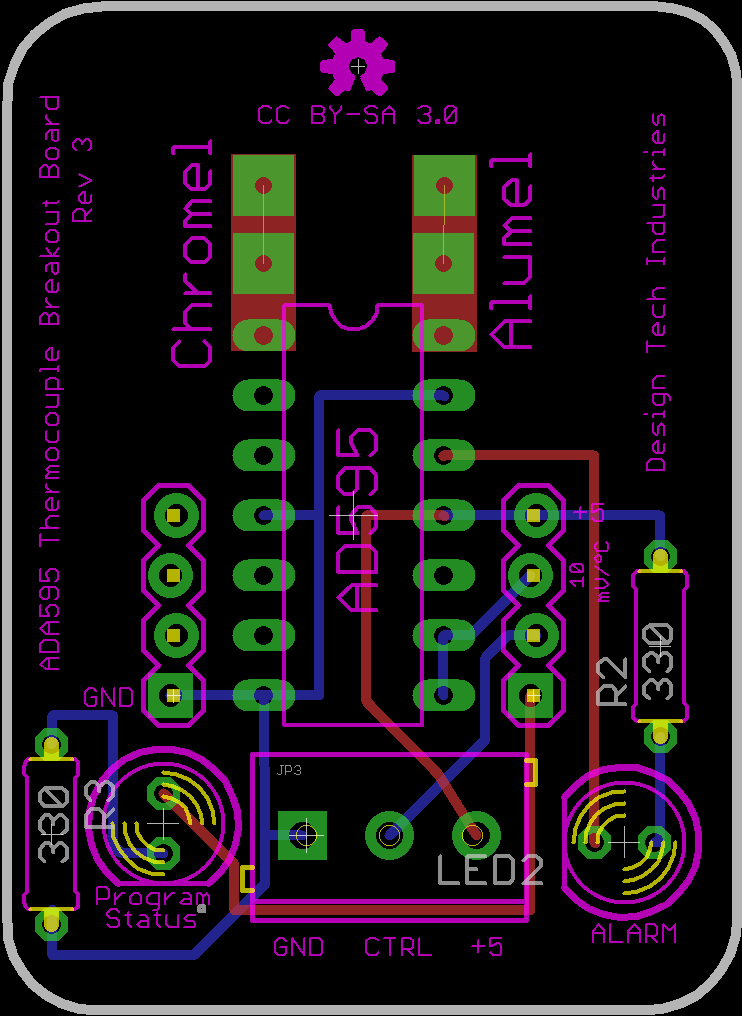 CC BY-SA 3.0
ADA595 Thermocouple Breakout Board
Rev 3
Chromel
Alumel
Design Tech Industries
AD595
+5
10
mV/°C
R2
330
GND
JP3
R3
330
LED2
Program
Status
ALARM
GND CTRL +5